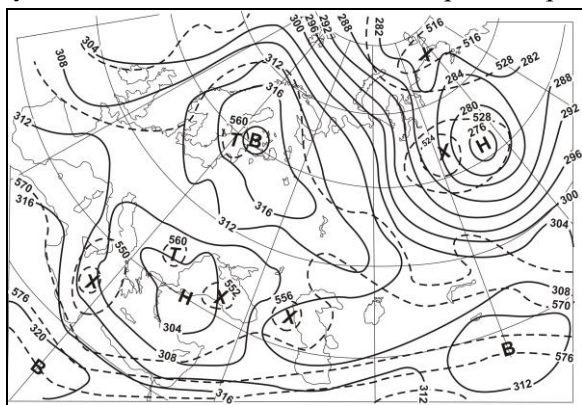 300 296 292 288 282 516 516
304 308 312 316
560 T B
284 528 282 288
280 528 276 524 X H
296 300 304
312 316 312
312 570 316 550 X
560 T H 552 X
304 308
556 X
308 570 576 B 312
576 320 B
316 312